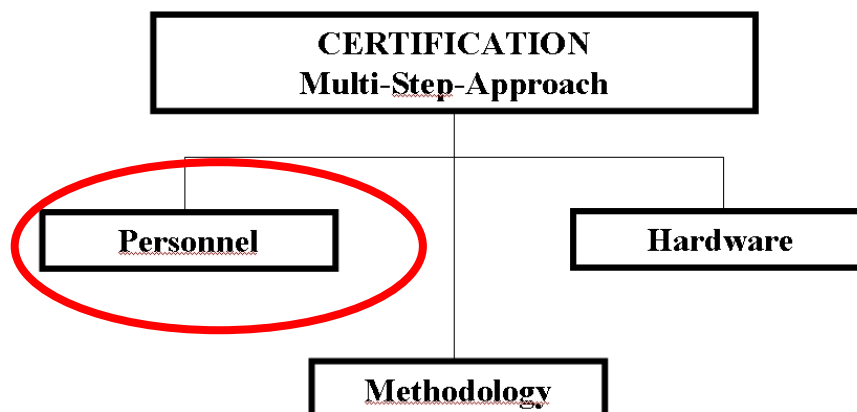 CERTIFICATION
Multi-Step-Approach
Personnel
Hardware
Methodology